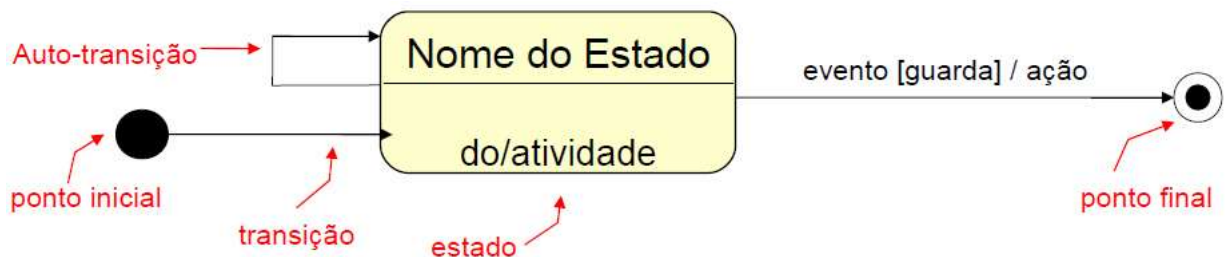 Auto-transição
Nome do Estado
evento [guarda] / ação
do/atividade
ponto inicial
ponto final
transição
estado